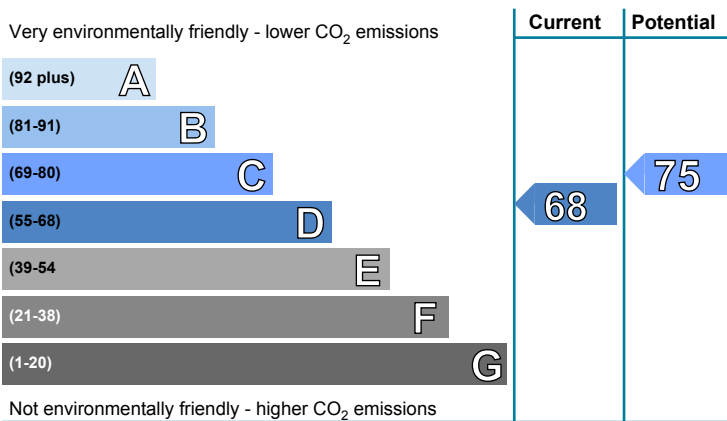 Very environmentally friendly - lower CO2 emissions
Current
Potential
(92 plus) A
(81-91) B
(69-80) C
(55-68) D
(39-54 E
(21-38) F
(1-20) G
68
75
Not environmentally friendly - higher CO2 emissions